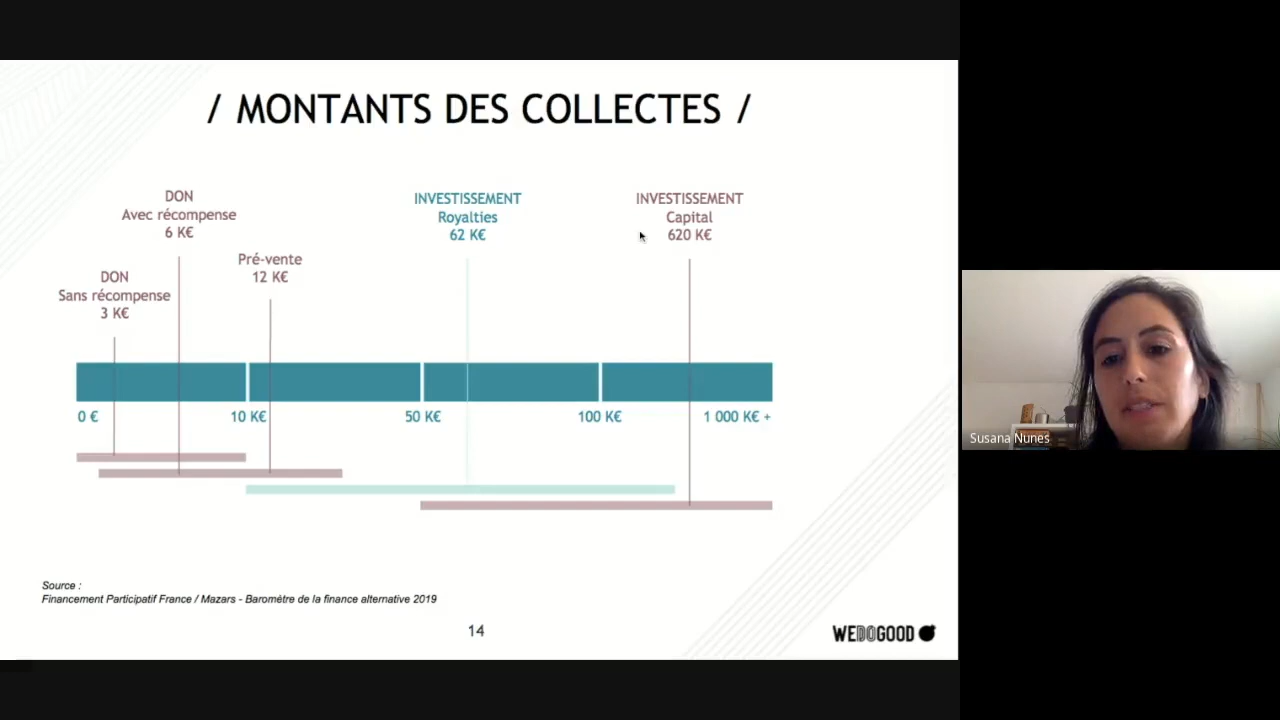 / MONTANTS DES COLLECTES /
DON
Avec récompense
6 K€
Pré-vente
12 K€
DON
Sans récompense
3 K€
INVESTISSEMENT
Royalties
62 K€
INVESTISSEMENT
Capital
620 K€
0 €
10 K€
50 K€
100 K€
1 000 K€ +
Source :
Financement Participatif France / Mazars - Baromètre de la finance alternative 2019
14
WEDOGOOD
Susana Nunes